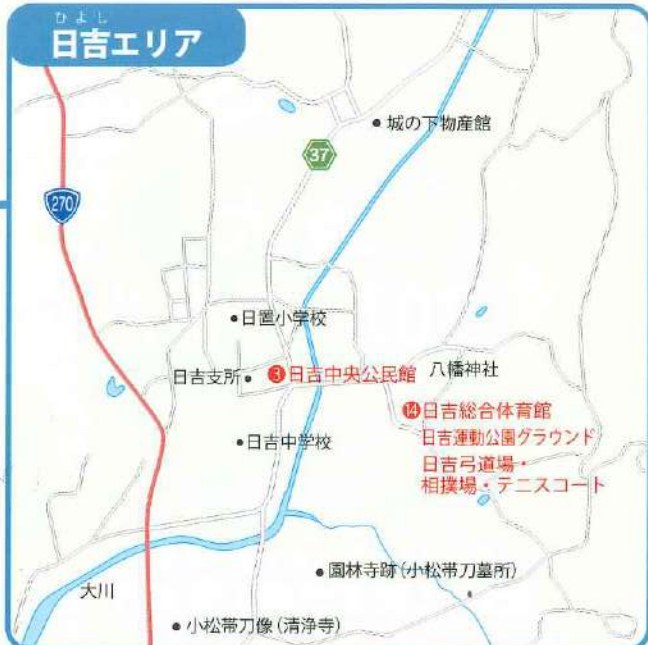 ひよし
日吉エリア
城の下物産館
37
270
日置小学校
日吉支所
③日吉中央公民館
八幡神社
⑭日吉総合体育館
日吉運動公園グラウンド
日吉弓道場・
相撲場・テニスコート
日吉中学校
園林寺跡(小松帯刀墓所)
大川
小松帯刀像(清浄寺)